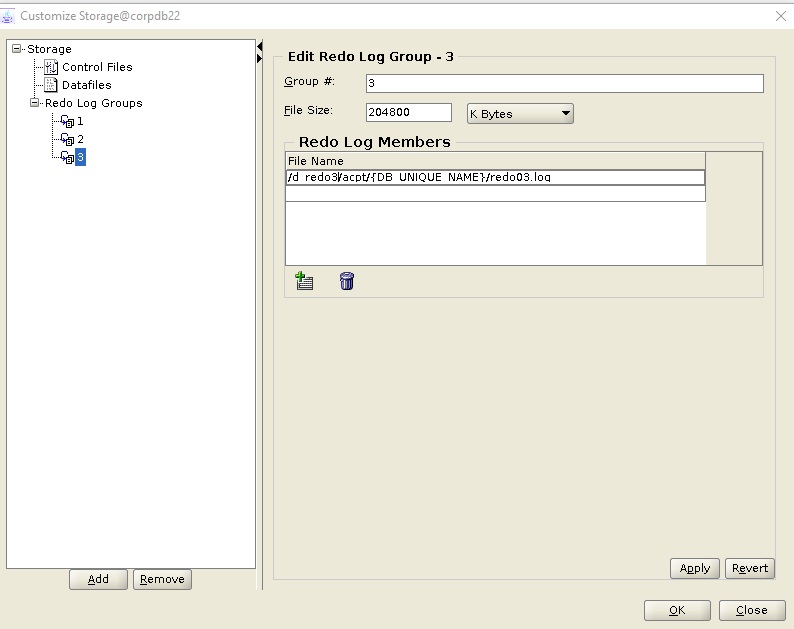 Customize Storage@corpdb22
Storage
Control Files
Datafiles
Redo Log Groups
1
2
3
Add
Remove
Edit Redo Log Group - 3
Group #:
3
File Size:
204800
K Bytes
Redo Log Members
File Name
/d_redo3/acpt/{DB_UNIQUE_NAME}/redo03.log
Apply
Revert
OK
Close